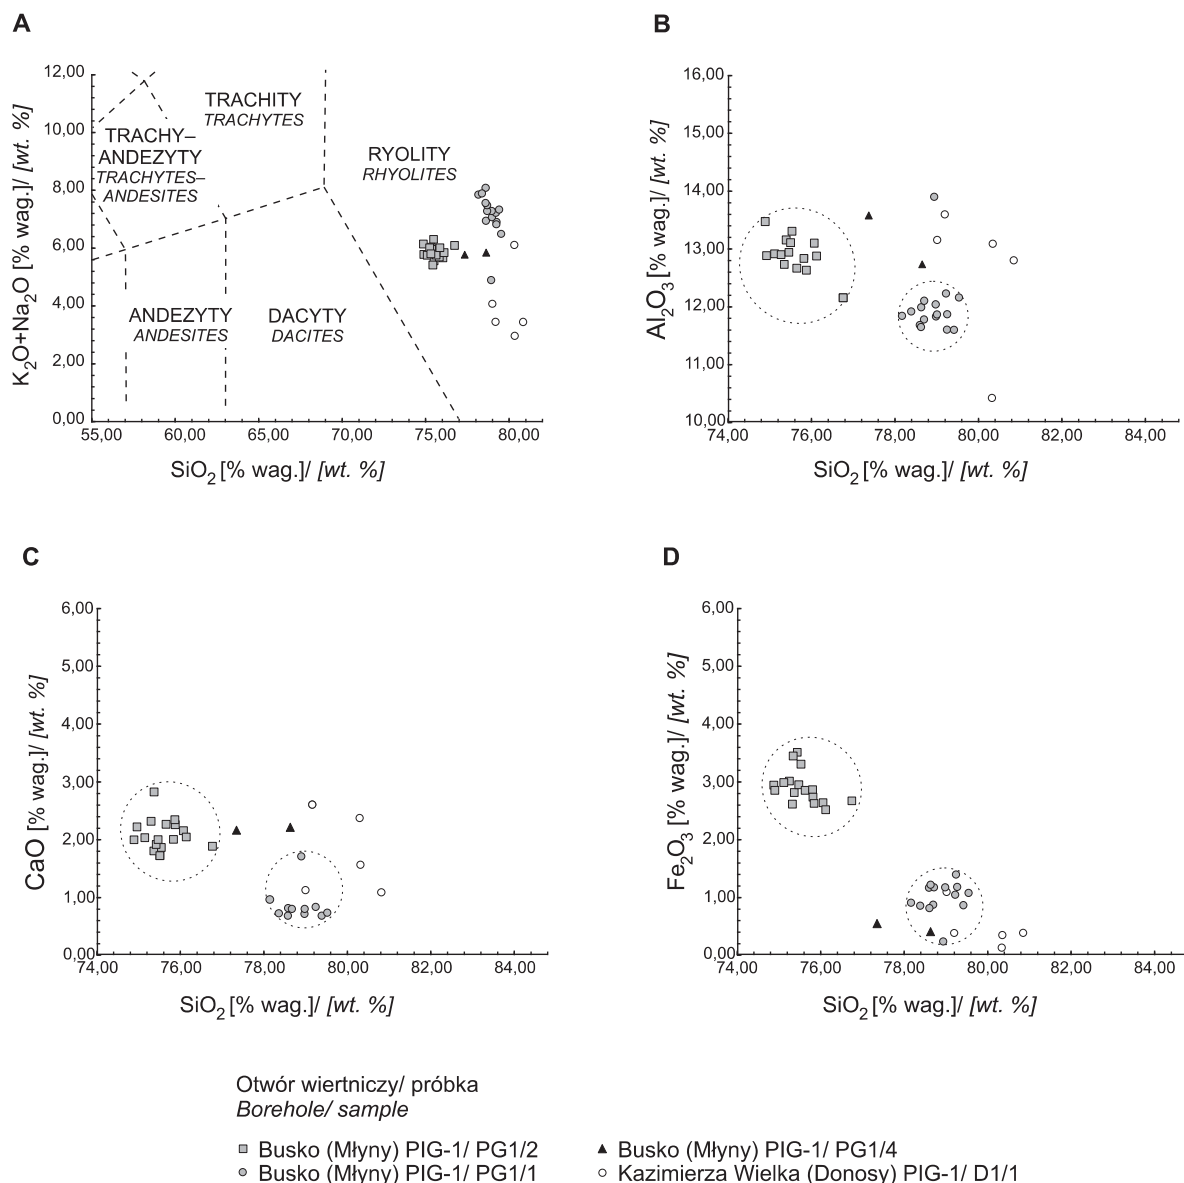 A
K2O+Na2O [% wag.]/ [wt. %]
12,00
10,00
8,00
6,00
4,00
2,00
0,00
TRACHITY
TRACHYTES
TRACHY–
ANDEZYTY
TRACHYTES–
ANDESITES
RYOLITY
RHYOLITES
ANDEZYTY
ANDESITES
DACYTY
DACITES
55,00 60,00 65,00 70,00 75,00 80,00
SiO2 [% wag.]/ [wt. %]
B
Al2O3 [% wag.]/ [wt. %]
16,00
15,00
14,00
13,00
12,00
11,00
10,00
74,00 76,00 78,00 80,00 82,00 84,00
SiO2 [% wag.]/ [wt. %]
C
CaO [% wag.]/ [wt. %]
6,00
5,00
4,00
3,00
2,00
1,00
0,00
74,00 76,00 78,00 80,00 82,00 84,00
SiO2 [% wag.]/ [wt. %]
D
Fe2O3 [% wag.]/ [wt. %]
6,00
5,00
4,00
3,00
2,00
1,00
0,00
74,00 76,00 78,00 80,00 82,00 84,00
SiO2 [% wag.]/ [wt. %]
Otwór wiertniczy/ próbka
Borehole/ sample
Busko (Młyny) PIG-1/ PG1/2
Busko (Młyny) PIG-1/ PG1/1
Busko (Młyny) PIG-1/ PG1/4
Kazimierza Wielka (Donosy) PIG-1/ D1/1